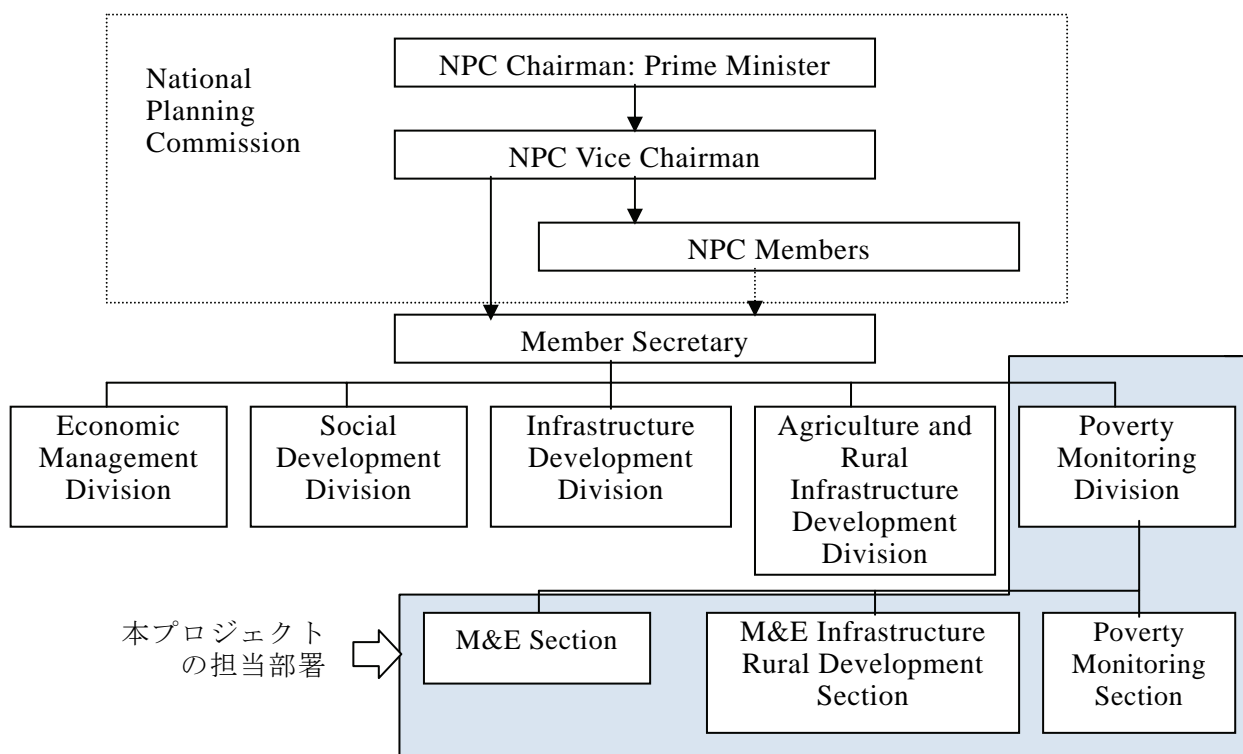 National
Planning
Commission
NPC Chairman: Prime Minister
NPC Vice Chairman
NPC Members
Member Secretary
Economic
Management
Division
Social
Development
Division
Infrastructure
Development
Division
Agriculture and
Rural
Infrastructure
Development
Division
Poverty
Monitoring
Division
本プロジェクト
の担当部署
M&E Section
M&E Infrastructure
Rural Development
Section
Poverty
Monitoring
Section